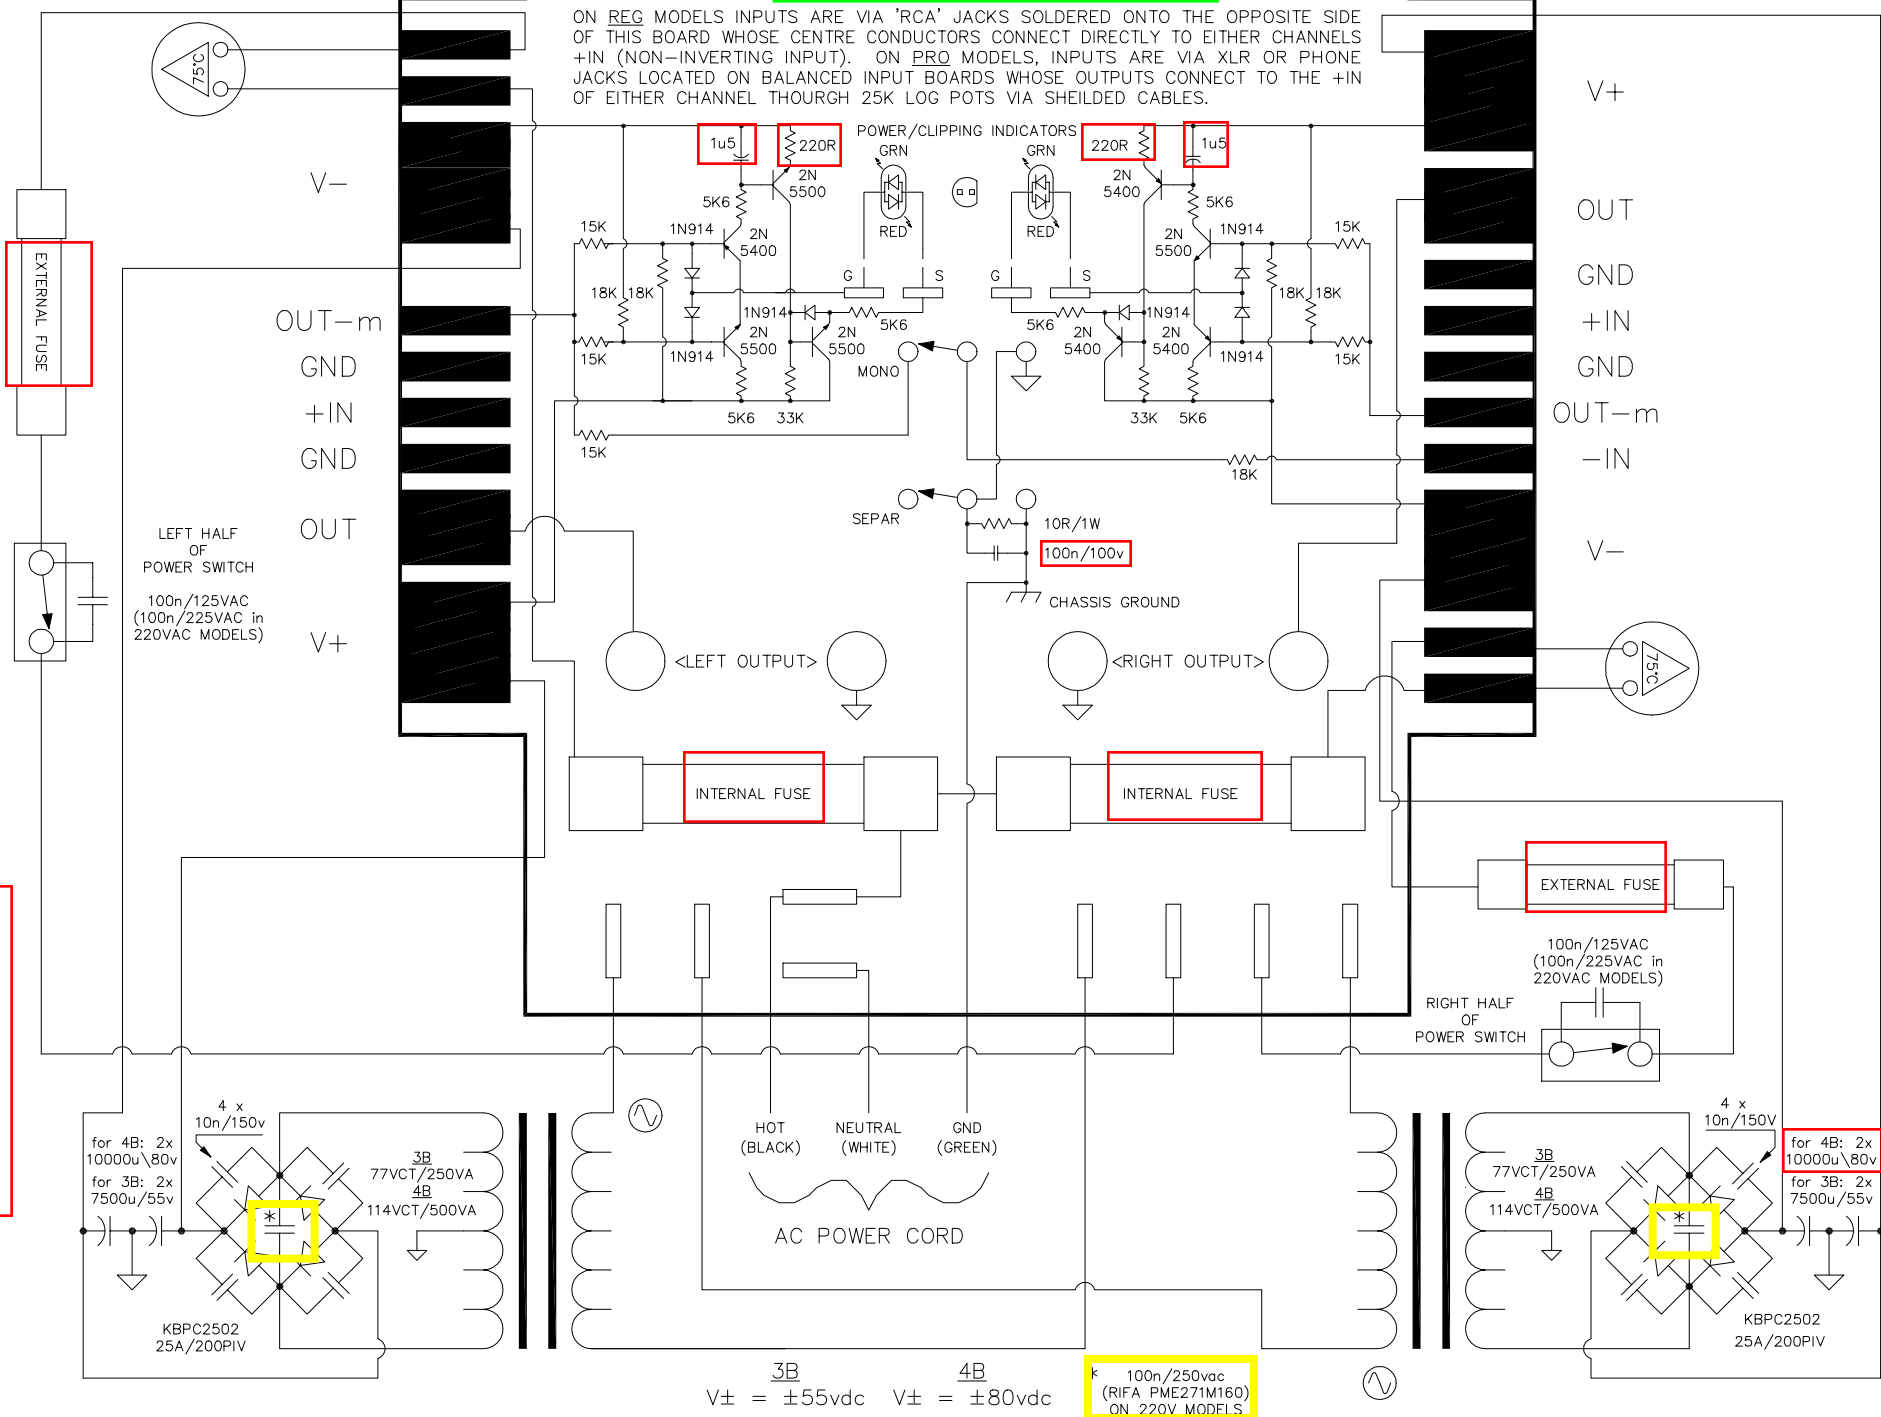 ON REG MODELS INPUTS ARE VIA 'RCA' JACKS SOLDERED ONTO THE OPPOSITE SIDE
OF THIS BOARD WHOSE CENTRE CONDUCTORS CONNECT DIRECTLY TO EITHER CHANNELS
+IN (NON-INVERTING INPUT). ON PRO MODELS, INPUTS ARE VIA XLR OR PHONE
JACKS LOCATED ON BALANCED INPUT BOARDS WHOSE OUTPUTS CONNECT TO THE +IN
OF EITHER CHANNEL THOURGH 25K LOG POTS VIA SHEILDED CABLES.
75°C
V-
EXTERNAL FUSE
OUT-m
GND
+IN
GND
OUT
V+
LEFT HALF
OF
POWER SWITCH
100n/125VAC
(100n/225VAC in
220VAC MODELS)
POWER/CLIPPING INDICATORS
1u5
220R
2N
5500
5K6
GRN
RED
15K
1N914
2N
5400
18K
18K
G
S
1N914
5K6
15K
1N914
2N
5500
2N
5500
5K6
33K
15K
MONO
GRN
RED
220R
1u5
2N
5400
5K6
1N914
2N
5500
15K
G
S
18K
18K
5K6
1N914
2N
5400
2N
5400
1N914
15K
33K
5K6
18K
SEPAR
10R/1W
100n/100v
CHASSIS GROUND
<LEFT OUTPUT>
<RIGHT OUTPUT>
V+
OUT
GND
+IN
GND
OUT-m
-IN
V-
75°C
INTERNAL FUSE
INTERNAL FUSE
EXTERNAL FUSE
100n/125VAC
(100n/225VAC in
220VAC MODELS)
RIGHT HALF
OF
POWER SWITCH
4 x
10n/150v
for 4B: 2x
10000u\80v
for 3B: 2x
7500u/55v
*
3B
77VCT/250VA
4B
114VCT/500VA
KBPC2502
25A/200PIV
HOT
(BLACK)
NEUTRAL
(WHITE)
GND
(GREEN)
AC POWER CORD
3B
77VCT/250VA
4B
114VCT/500VA
4 x
10n/150V
for 4B: 2x
10000u\80v
for 3B: 2x
7500u/55v
*
KBPC2502
25A/200PIV
3B
V± = ±55vdc
4B
V± = ±80vdc
* 100n/250vac
(RIFA PME271M160)
ON 220V MODELS